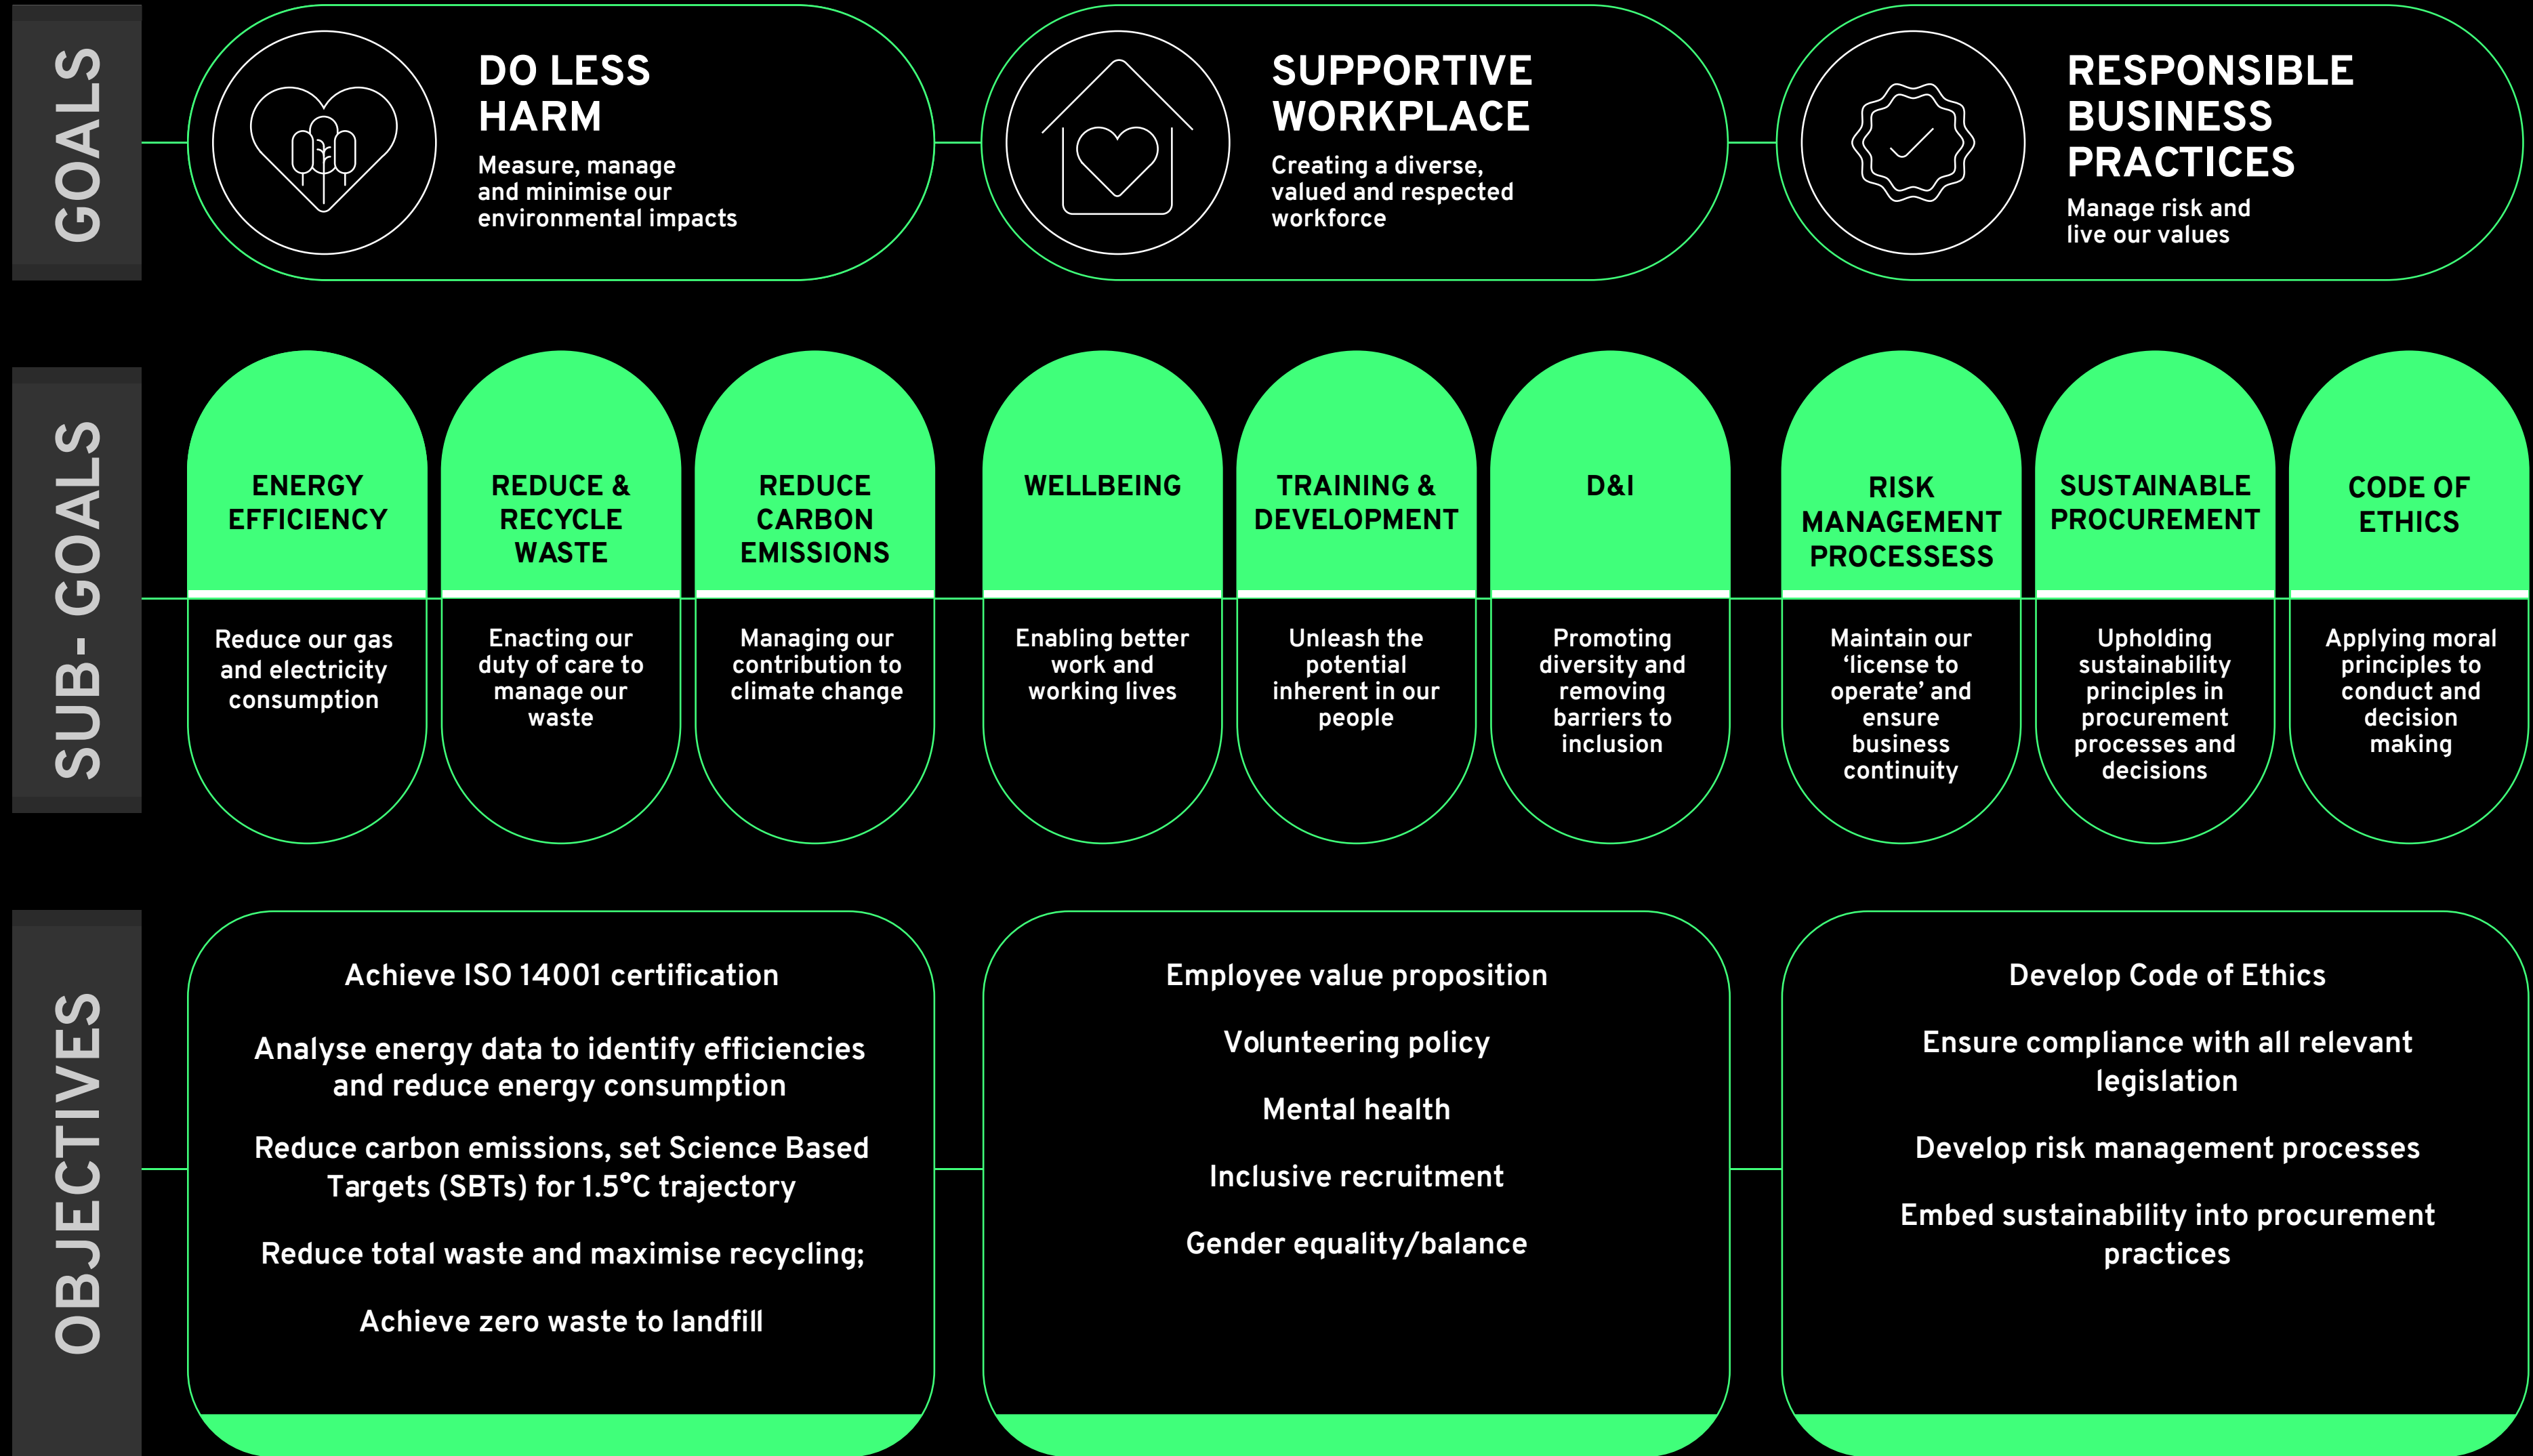 GOALS
DO LESS
HARM
Measure, manage
and minimise our
environmental impacts
SUPPORTIVE
WORKPLACE
Creating a diverse,
valued and respected
workforce
RESPONSIBLE
BUSINESS
PRACTICES
Manage risk and
live our values
SUB- GOALS
ENERGY
EFFICIENCY
Reduce our gas
and electricity
consumption
REDUCE &
RECYCLE
WASTE
Enacting our
duty of care to
manage our
waste
REDUCE
CARBON
EMISSIONS
Managing our
contribution to
climate change
WELLBEING
Enabling better
work and
working lives
TRAINING &
DEVELOPMENT
Unleash the
potential
inherent in our
people
D&I
Promoting
diversity and
removing
barriers to
inclusion
RISK
MANAGEMENT
PROCESSESS
Maintain our
‘license to
operate’ and
ensure
business
continuity
SUSTAINABLE
PROCUREMENT
Upholding
sustainability
principles in
procurement
processes and
decisions
CODE OF
ETHICS
Applying moral
principles to
conduct and
decision
making
OBJECTIVES
Achieve ISO 14001 certification
Analyse energy data to identify efficiencies
and reduce energy consumption
Reduce carbon emissions, set Science Based
Targets (SBTs) for 1.5°C trajectory
Reduce total waste and maximise recycling;
Achieve zero waste to landfill
Employee value proposition
Volunteering policy
Mental health
Inclusive recruitment
Gender equality/balance
Develop Code of Ethics
Ensure compliance with all relevant
legislation
Develop risk management processes
Embed sustainability into procurement
practices